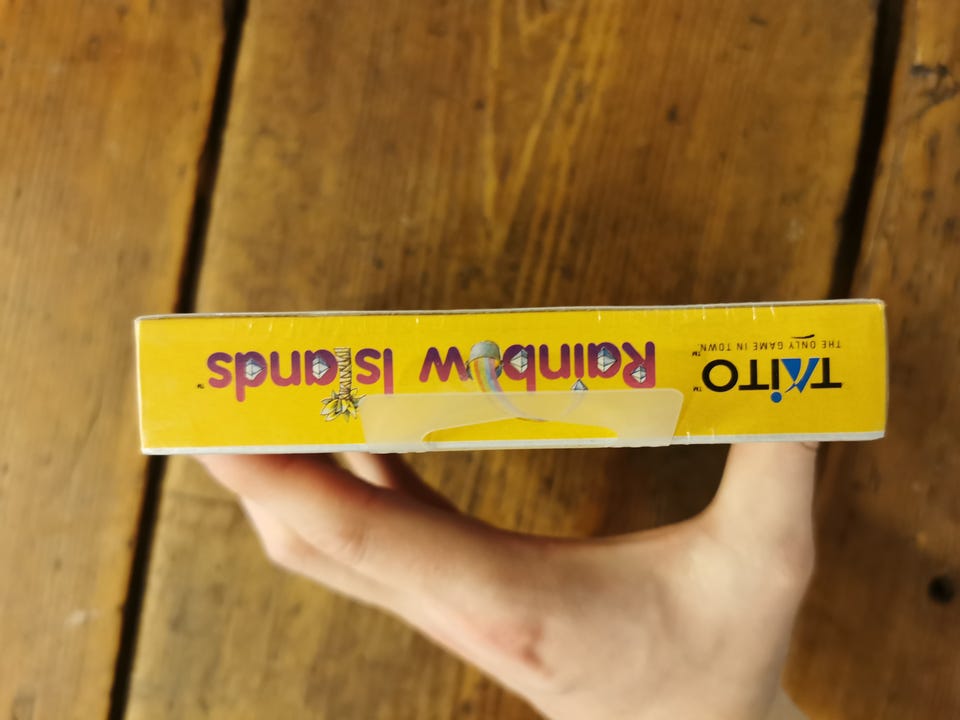 TAITO™
THE ONLY GAME IN TOWN.™
Rainbow Islands™